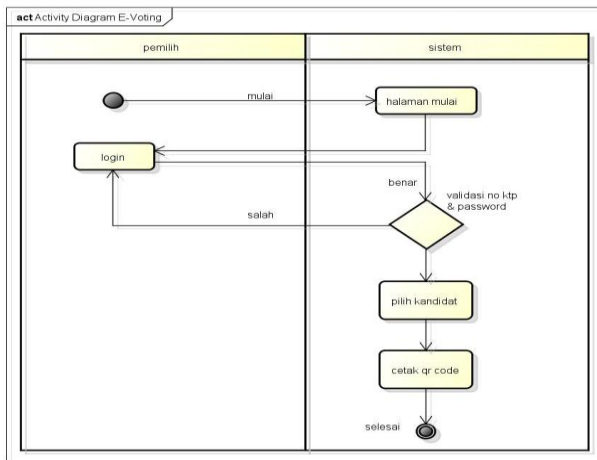 act Activity Diagram E-Voting
pemilih
sistem
mulai
halaman mulai
login
benar
validasi no ktp
& password
salah
pilih kandidat
cetak qr code
selesai